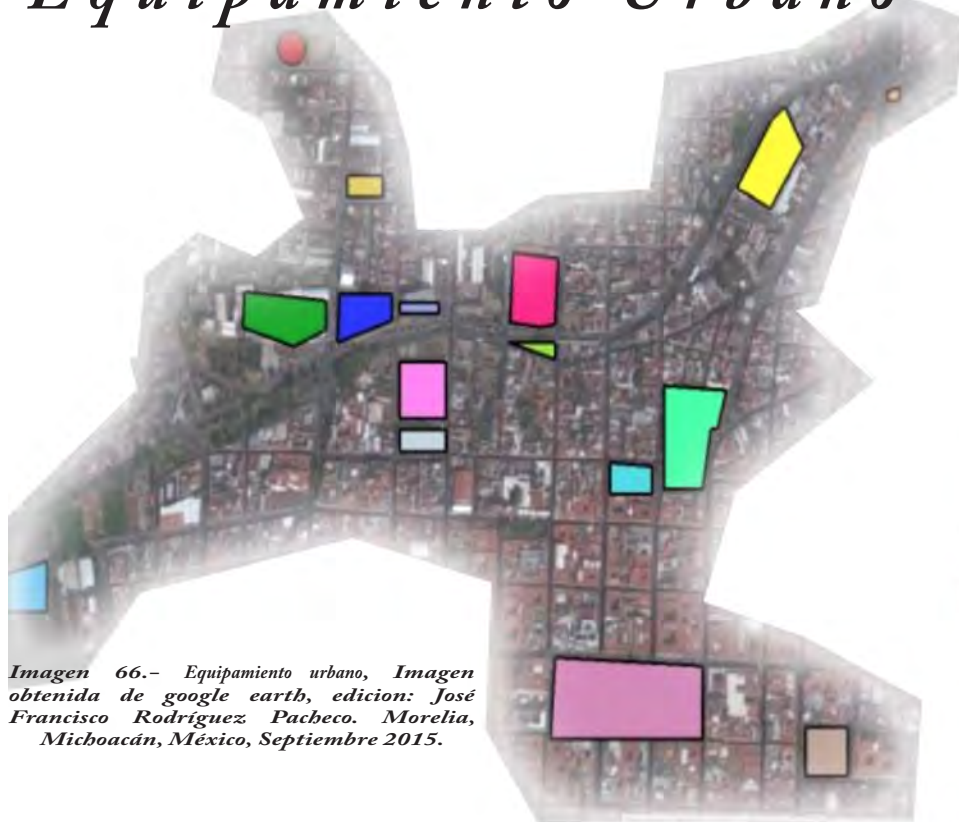 Equipamiento Urbano
Imagen 66.- Equipamiento urbano, Imagen
obtenida de google earth, edicion: José
Francisco Rodríguez Pacheco. Morelia,
Michoacán, México, Septiembre 2015.